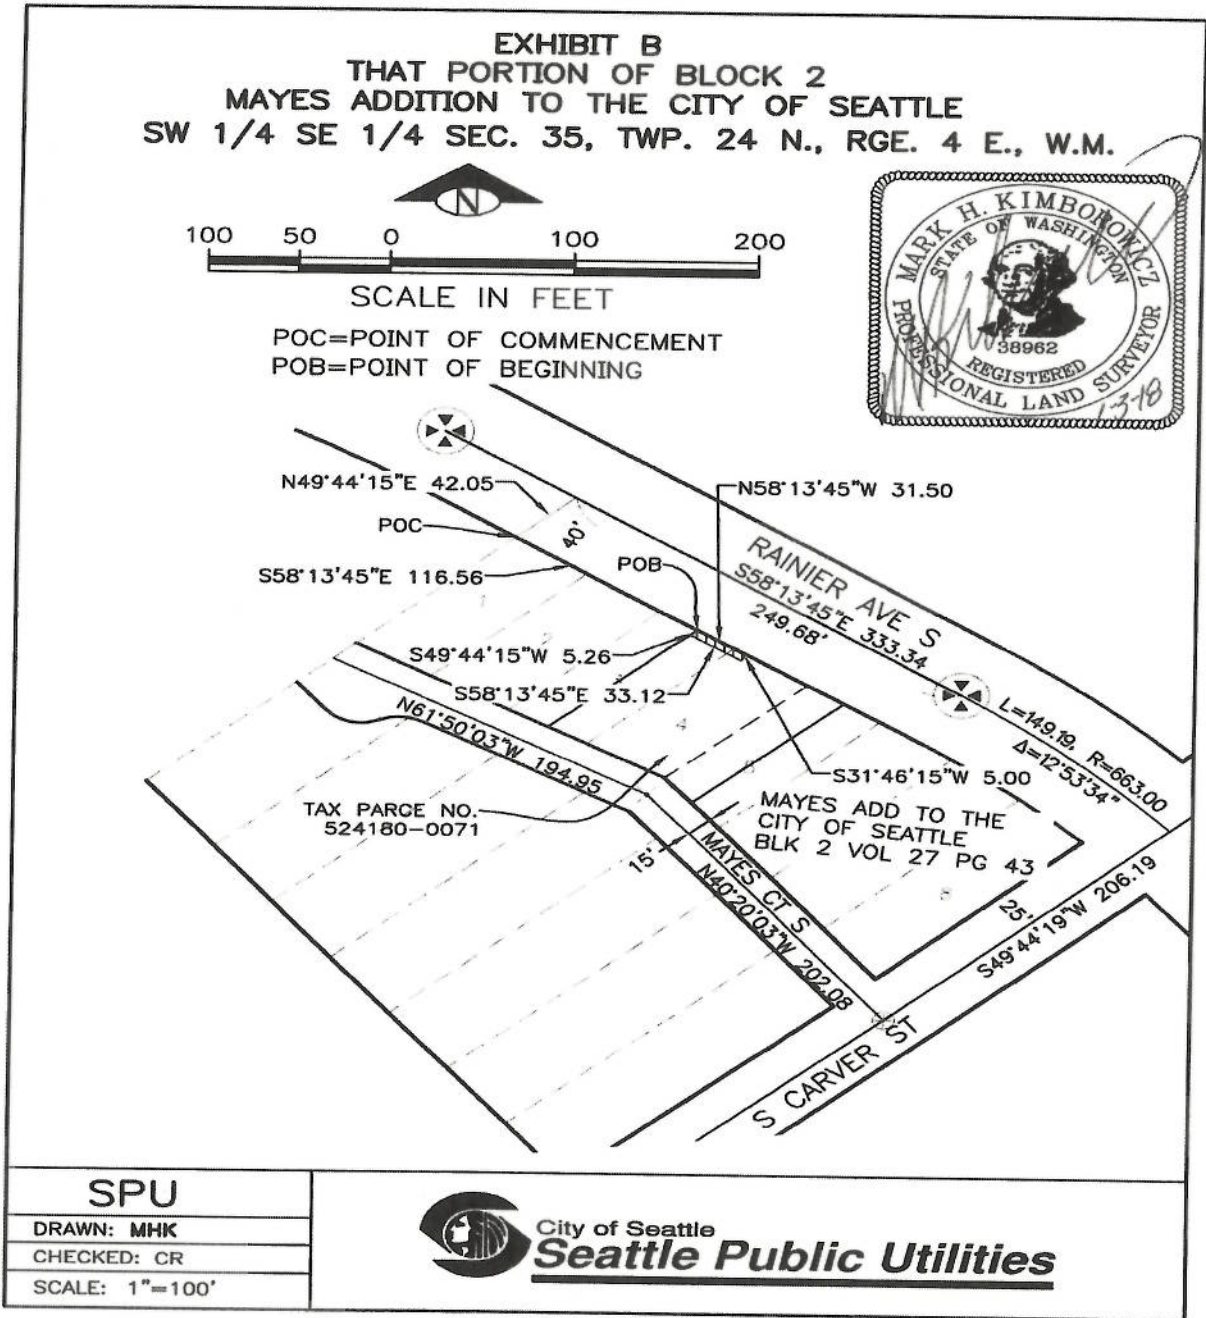 EXHIBIT B
THAT PORTION OF BLOCK 2
MAYES ADDITION TO THE CITY OF SEATTLE
SW 1/4 SE 1/4 SEC. 35, TWP. 24 N., RGE. 4 E., W.M.
N
100 50 0 100 200
SCALE IN FEET
POC=POINT OF COMMENCEMENT
POB=POINT OF BEGINNING
MARK H. KIMBOROWICZ
STATE OF WASHINGTON
38962
REGISTERED
PROFESSIONAL LAND SURVEYOR
1-3-18
N49°44'15"E 42.05
N58°13'45"W 31.50
POC
40'
POB
S58°13'45"E 116.56
RAINIER AVE S
S58°13'45"E 333.34
249.68'
1
2
S49°44'15"W 5.26
S58°13'45"E 33.12
4
N61°50'03"W 194.95
L=149.19, R=663.00
Δ=12°53'34"
S31°46'15"W 5.00
TAX PARCE NO.
524180-0071
MAYES ADD TO THE
CITY OF SEATTLE
BLK 2 VOL 27 PG 43
15'
MAYES CT S
N40°20'03"W 202.08
8
25'
S49°44'19"W 206.19
S CARVER ST
SPU
DRAWN: MHK
CHECKED: CR
SCALE: 1"=100'
City of Seattle
Seattle Public Utilities